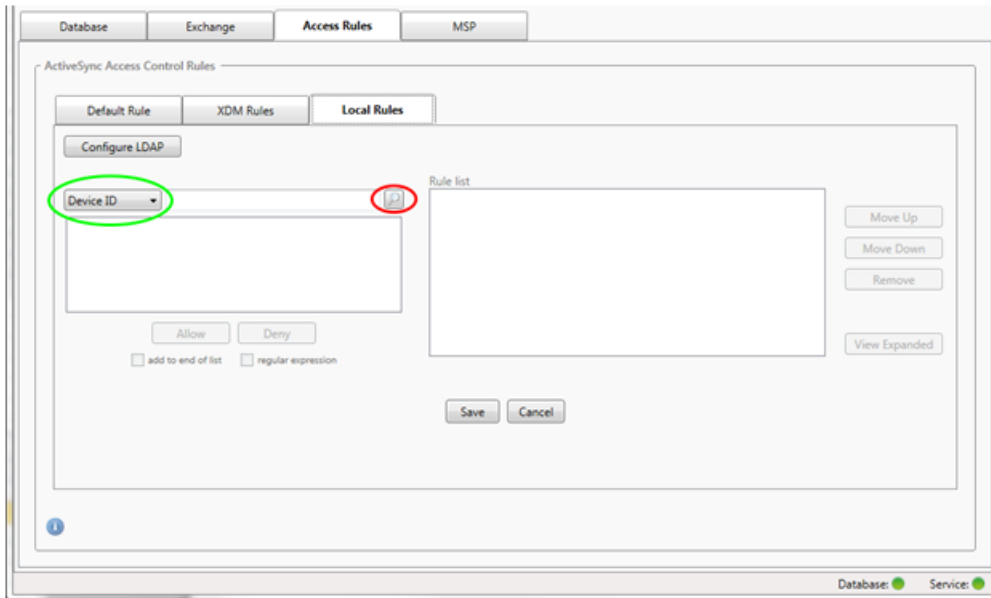 Database Exchange Access Rules MSP
ActiveSync Access Control Rules
Default Rule XDM Rules Local Rules
Configure LDAP
Rule list
Device ID
Move Up
Move Down
Remove
Allow Deny
View Expanded
add to end of list regular expression
Save Cancel
Database: Service: